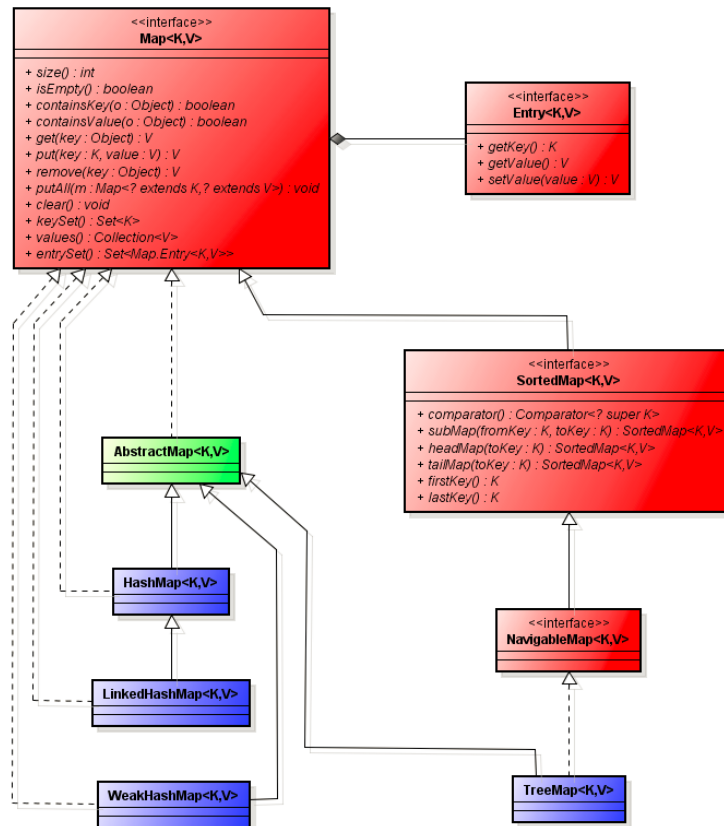 <<interface>>
Map<K,V>
+ size() : int
+ isEmpty() : boolean
+ containsKey(o : Object) : boolean
+ containsValue(o : Object) : boolean
+ get(key : Object) : V
+ put(key : K, value : V) : V
+ remove(key : Object) : V
+ putAll(m : Map<? extends K,? extends V>) : void
+ clear() : void
+ keySet() : Set<K>
+ values() : Collection<V>
+ entrySet() : Set<Map.Entry<K,V>>
<<interface>>
Entry<K,V>
+ getKey() : K
+ getValue() : V
+ setValue(value : V) : V
<<interface>>
SortedMap<K,V>
+ comparator() : Comparator<? super K>
+ subMap(fromKey : K, toKey : K) : SortedMap<K,V>
+ headMap(toKey : K) : SortedMap<K,V>
+ tailMap(toKey : K) : SortedMap<K,V>
+ firstKey() : K
+ lastKey() : K
AbstractMap<K,V>
HashMap<K,V>
<<interface>>
NavigableMap<K,V>
LinkedHashMap<K,V>
WeakHashMap<K,V>
TreeMap<K,V>